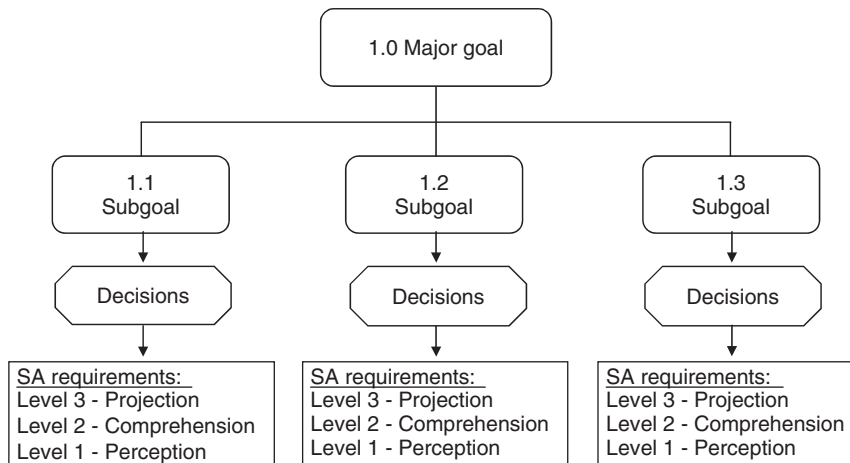 1.0 Major goal
1.1
Subgoal
1.2
Subgoal
1.3
Subgoal
Decisions
Decisions
Decisions
SA requirements:
Level 3 - Projection
Level 2 - Comprehension
Level 1 - Perception
SA requirements:
Level 3 - Projection
Level 2 - Comprehension
Level 1 - Perception
SA requirements:
Level 3 - Projection
Level 2 - Comprehension
Level 1 - Perception